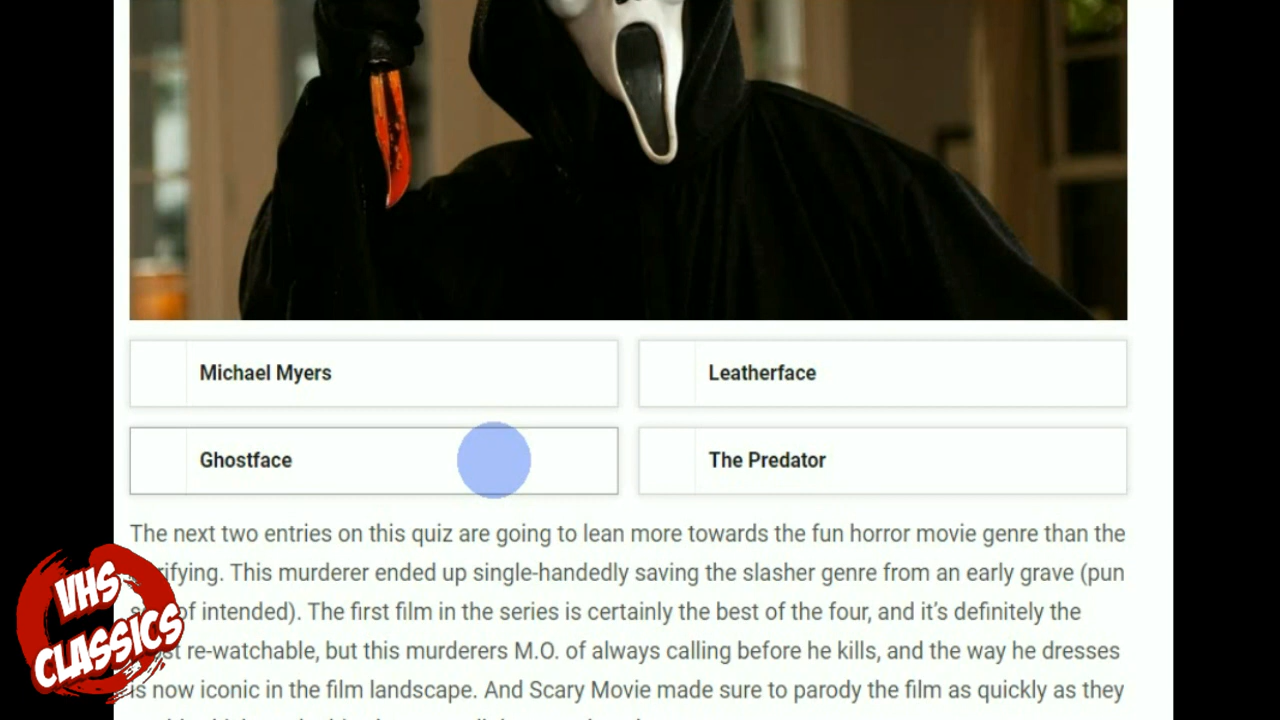 Michael Myers
Leatherface
Ghostface
The Predator
The next two entries on this quiz are going to lean more towards the fun horror movie genre than the
This murderer ended up single-handedly saving the slasher genre from an early grave (pun
of intended). The first film in the series is certainly the best of the four, and it's definitely the
re-watchable, but this murderers M.O. of always calling before he kills, and the way he dresses
is now iconic in the film landscape. And Scary Movie made sure to parody the film as quickly as they
VHS
CLASSICS